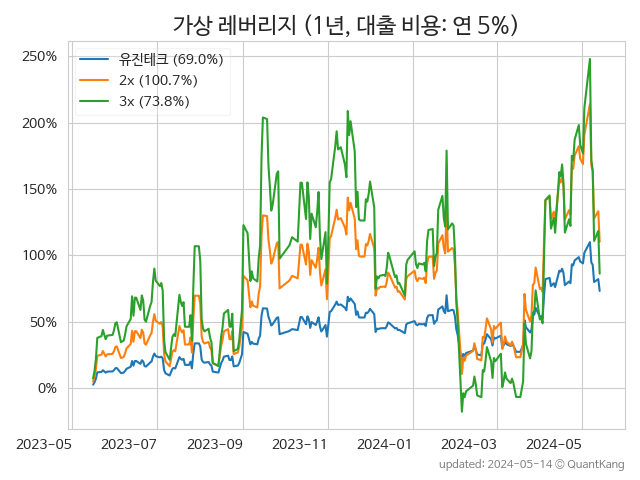 가상 레버리지 (1년, 대출 비용: 연 5%)
유진테크 (69.0%)
2x (100.7%)
3x (73.8%)
250%
200%
150%
100%
50%
0%
2023-05 2023-07 2023-09 2023-11 2024-01 2024-03 2024-05
updated: 2024-05-14 © QuantKang